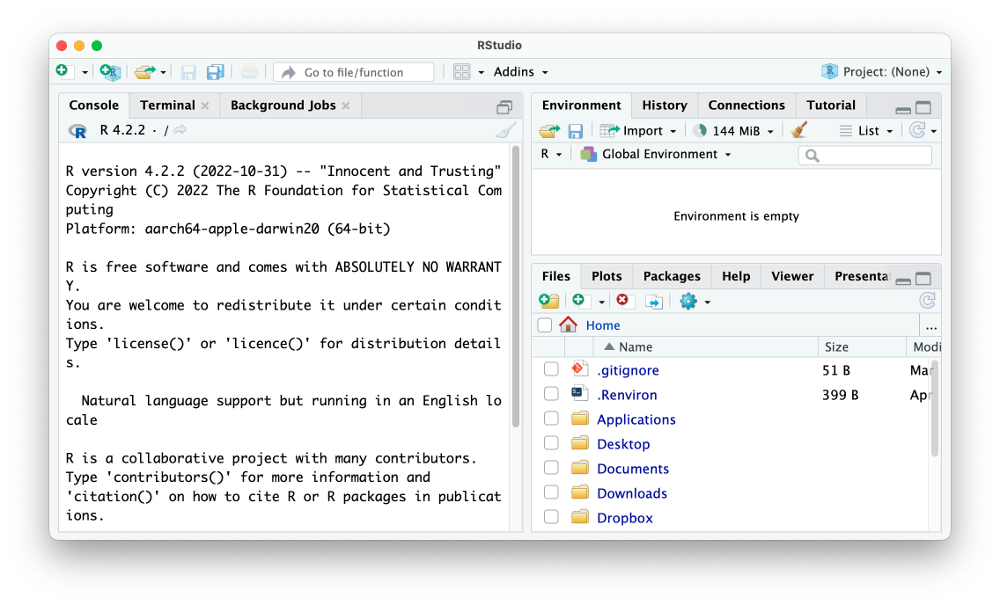 RStudio
Go to file/function
Addins
Project: (None)
Console Terminal Background Jobs
R 4.2.2 · /
R version 4.2.2 (2022-10-31) -- "Innocent and Trusting"
Copyright (C) 2022 The R Foundation for Statistical Com
puting
Platform: aarch64-apple-darwin20 (64-bit)
R is free software and comes with ABSOLUTELY NO WARRANT
Y.
You are welcome to redistribute it under certain condit
ions.
Type 'license()' or 'licence()' for distribution detail
s.
Natural language support but running in an English lo
cale
R is a collaborative project with many contributors.
Type 'contributors()' for more information and
'citation()' on how to cite R or R packages in publicat
ions.
Environment History Connections Tutorial
Import 144 MiB List
R Global Environment
Environment is empty
Files Plots Packages Help Viewer Presenta
Home ...
Name Size Modi
.gitignore 51 B Mar
.Renviron 399 B Apr
Applications
Desktop
Documents
Downloads
Dropbox